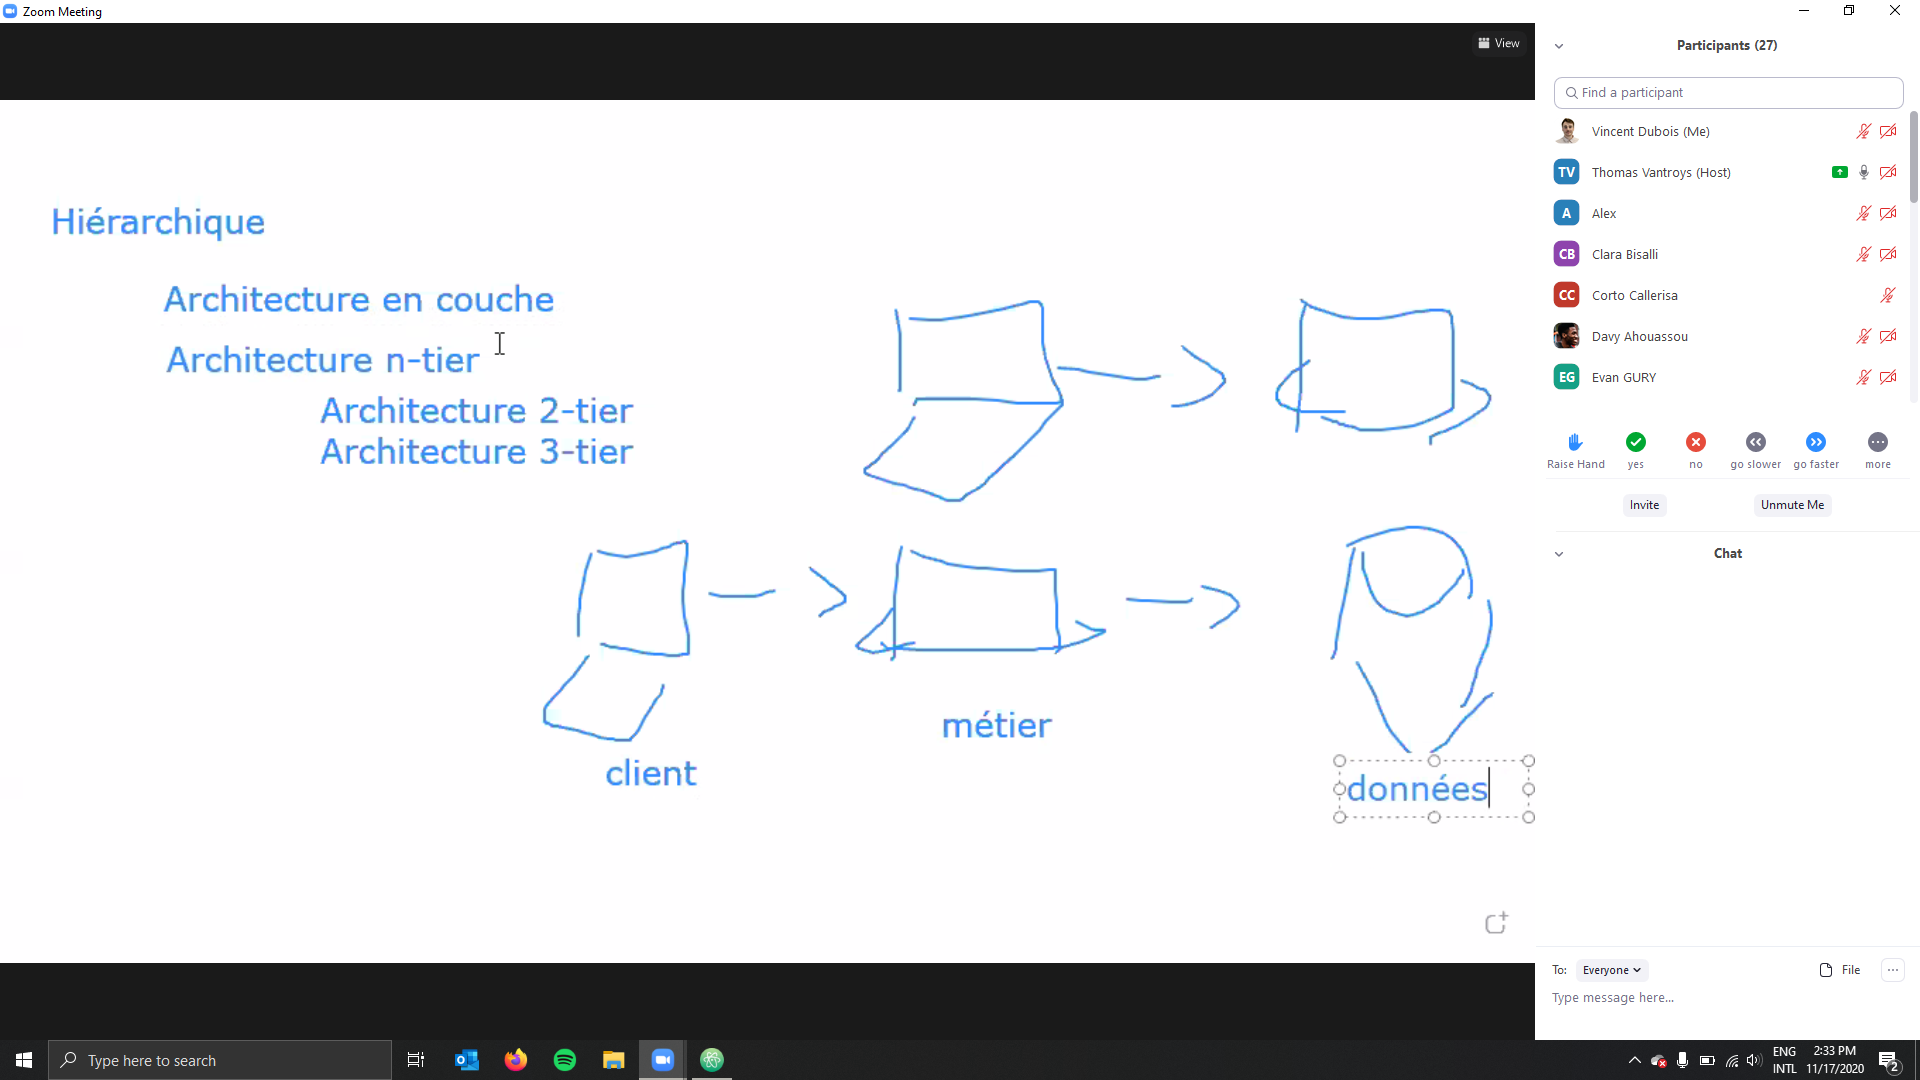 Zoom Meeting
View
Hiérarchique
Architecture en couche
Architecture n-tier
Architecture 2-tier
Architecture 3-tier
client
métier
données
Participants (27)
Find a participant
Vincent Dubois (Me)
TV Thomas Vantroys (Host)
A Alex
CB Clara Bisalli
CC Corto Callerisa
Davy Ahouassou
EG Evan GURY
Raise Hand yes no go slower go faster more
Invite Unmute Me
Chat
To: Everyone File
Type message here...
Type here to search
ENG
INTL
2:33 PM
11/17/2020
2